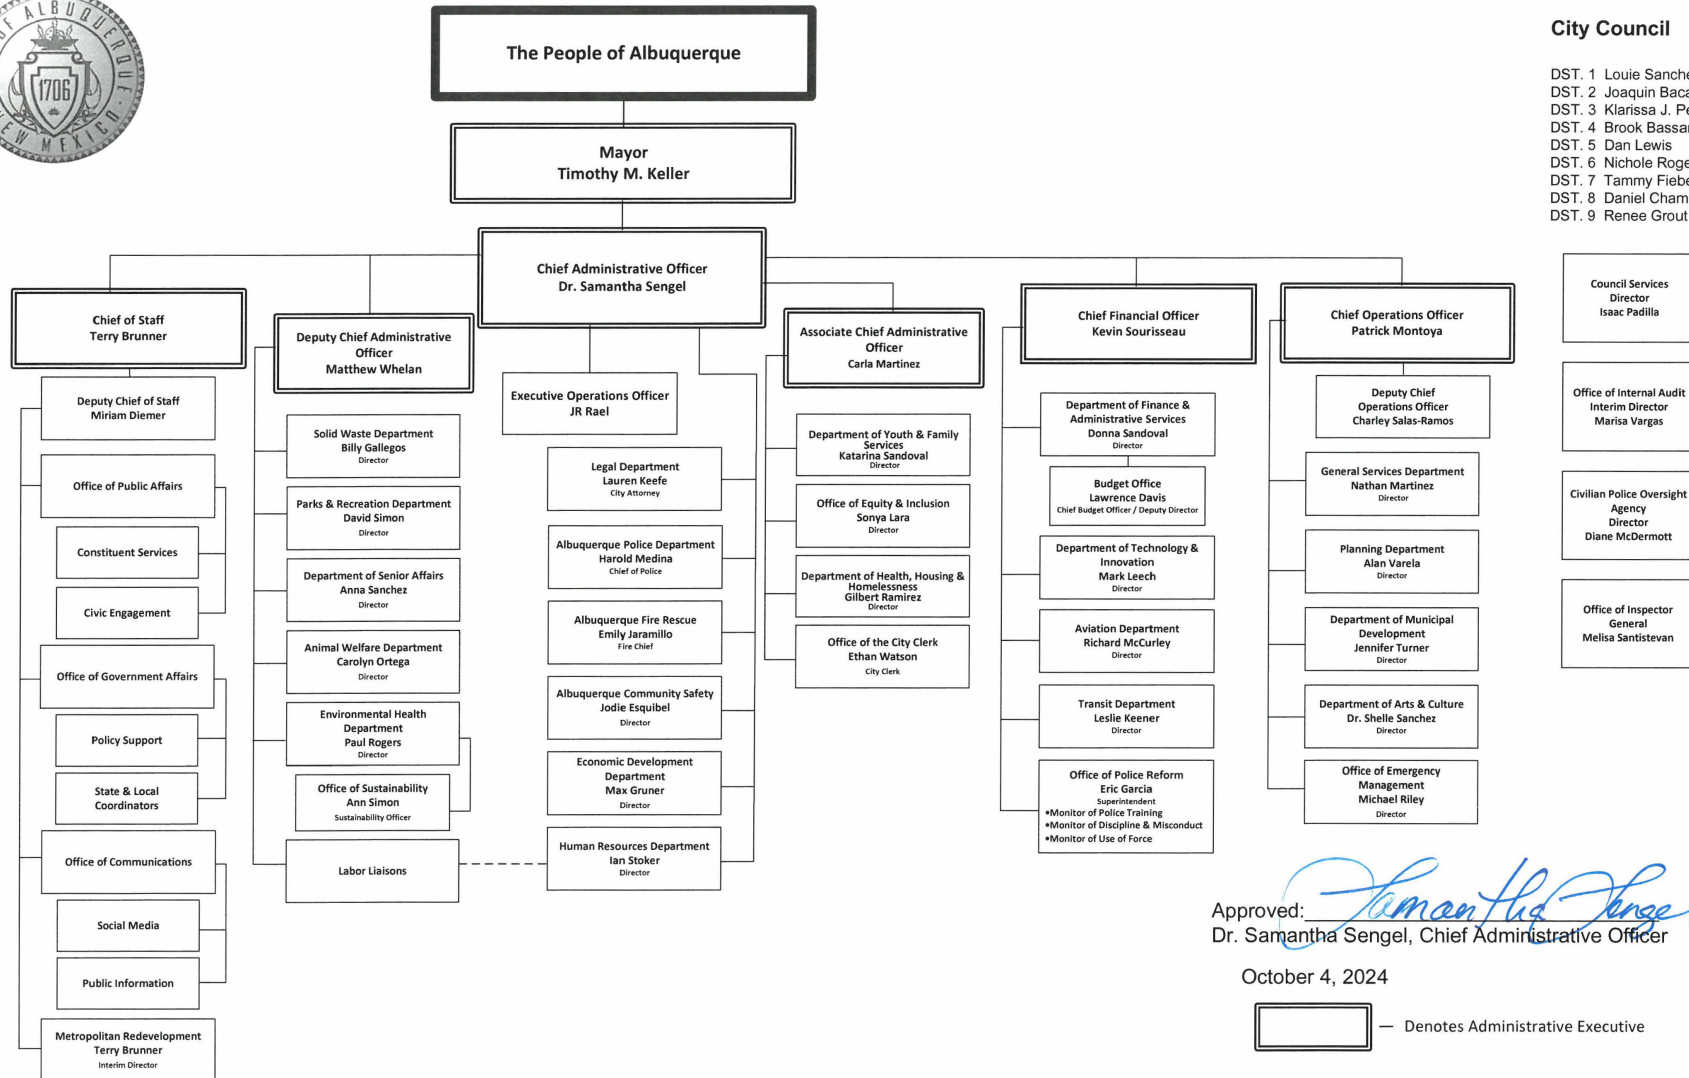 OF ALBUQUERQUE
1706
NEW MEXICO
The People of Albuquerque
Mayor
Timothy M. Keller
City Council
DST. 1 Louie
DST. 2 Joaquin Baca
DST. 3 Klarissa J.
DST. 4 Brook
DST. 5 Dan Lewis
DST. 6 Nichole
DST. 7 Tammy
DST. 8 Daniel
DST. 9 Renee Grout
Chief Administrative Officer
Dr. Samantha Sengel
Chief of Staff
Terry Brunner
Deputy Chief of Staff
Miriam Diemer
Office of Public Affairs
Constituent Services
Civic Engagement
Office of Government Affairs
Policy Support
State & Local
Coordinators
Office of Communications
Social Media
Public Information
Metropolitan Redevelopment
Terry Brunner
Interim Director
Deputy Chief Administrative
Officer
Matthew Whelan
Solid Waste Department
Billy Gallegos
Director
Parks & Recreation Department
David Simon
Director
Department of Senior Affairs
Anna Sanchez
Director
Animal Welfare Department
Carolyn Ortega
Director
Environmental Health
Department
Paul Rogers
Director
Office of Sustainability
Ann Simon
Sustainability Officer
Labor Liaisons
Executive Operations Officer
JR Rael
Legal Department
Lauren Keefe
City Attorney
Albuquerque Police Department
Harold Medina
Chief of Police
Albuquerque Fire Rescue
Emily Jaramillo
Fire Chief
Albuquerque Community Safety
Jodie Esquibel
Director
Economic Development
Department
Max Gruner
Director
Human Resources Department
Ian Stoker
Director
Associate Chief Administrative
Officer
Carla Martinez
Department of Youth & Family
Services
Katarina Sandoval
Director
Office of Equity & Inclusion
Sonya Lara
Director
Department of Health, Housing &
Homelessness
Gilbert Ramirez
Director
Office of the City Clerk
Ethan Watson
City Clerk
Chief Financial Officer
Kevin Sourisseau
Department of Finance &
Administrative Services
Donna Sandoval
Director
Budget Office
Lawrence Davis
Chief Budget Officer / Deputy Director
Department of Technology &
Innovation
Mark Leech
Director
Aviation Department
Richard McCurley
Director
Transit Department
Leslie Keener
Director
Office of Police Reform
Eric Garcia
Superintendent
•Monitor of Police Training
•Monitor of Discipline & Misconduct
•Monitor of Use of Force
Chief Operations Officer
Patrick Montoya
Deputy Chief
Operations Officer
Charley Salas-Ramos
General Services Department
Nathan Martinez
Director
Planning Department
Alan Varela
Director
Department of Municipal
Development
Jennifer Turner
Director
Department of Arts & Culture
Dr. Shelle Sanchez
Director
Office of Emergency
Management
Michael Riley
Director
Council Services
Director
Isaac Padilla
Office of Internal Audit
Interim Director
Marisa Vargas
Civilian Police Oversight
Agency
Director
Diane McDermott
Office of Inspector
General
Melisa Santistevan
Approved: Samantha Senge
Dr. Samantha Sengel, Chief Administrative Officer
October 4, 2024
— Denotes Administrative Executive